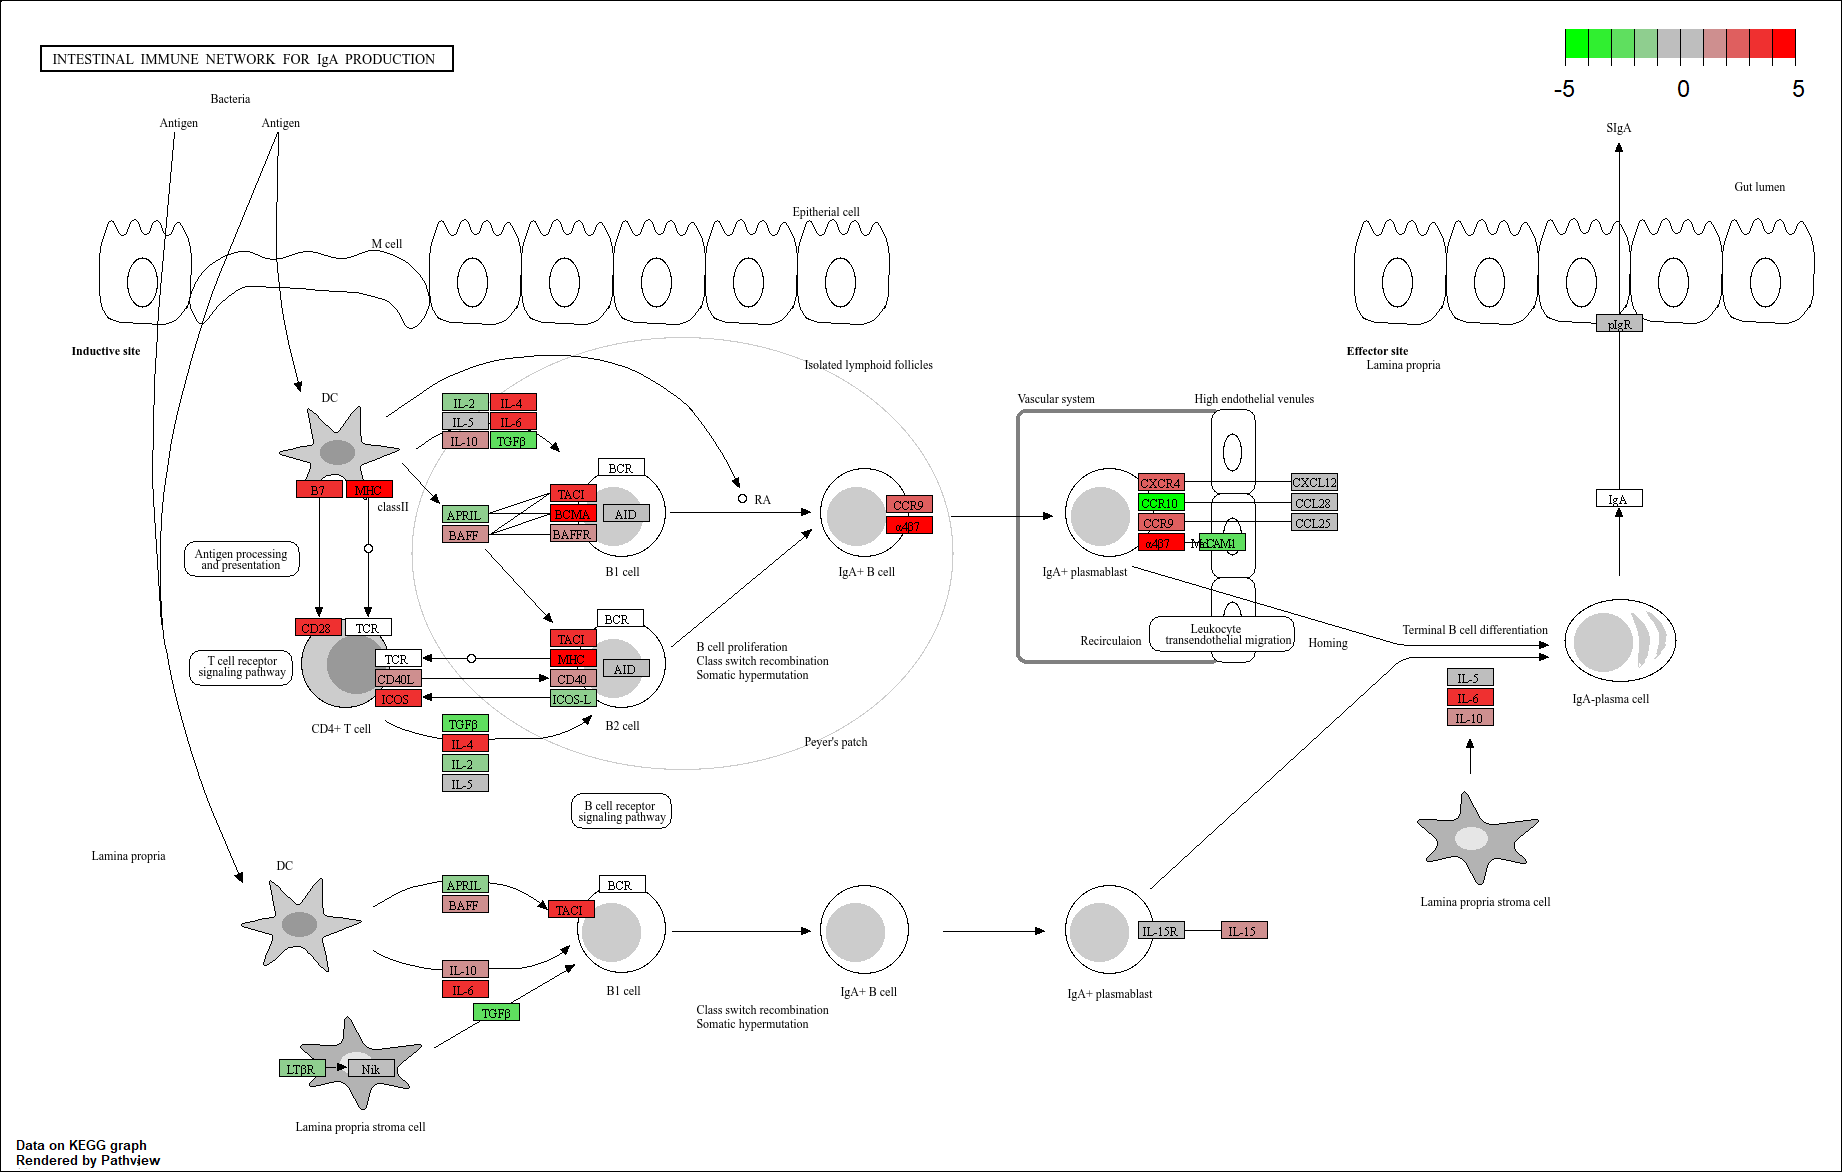 INTESTINAL IMMUNE NETWORK FOR IgA PRODUCTION
-5 0 5
Bacteria
Antigen Antigen
SIgA
Gut lumen
Epitherial cell
M cell
pIgR
Inductive site
Effector site
Lamina propria
Isolated lymphoid follicles
DC
Vascular system
High endothelial venules
IL-2 IL-4
IL-5 IL-6
IL-10 TGFβ
BCR
B7 MHC
classII
APRIL
BAFF
TACI
BCMA
BAFFR
AID
RA
CCR9
α4β7
CXCR4
CCR10
CCR9
α4β7
CXCL12
CCL28
CCL25
IgA
B1 cell
IgA+ B cell
IgA+ plasmablast
Antigen processing
and presentation
CD28 TCR
TCR
CD40L
ICOS
BCR
TACI
MHC
CD40
ICOS-L
AID
B cell proliferation
Class switch recombination
Somatic hypermutation
Recirculaion
Leukocyte
transendothelial migration
Homing
Terminal B cell differentiation
IL-5
IL-6
IL-10
IgA-plasma cell
T cell receptor
signaling pathway
CD4+ T cell
B2 cell
TGFβ
IL-4
IL-2
IL-5
Peyer's patch
B cell receptor
signaling pathway
Lamina propria
DC
APRIL
BAFF
TACI
BCR
IL-15R
IL-15
Lamina propria stroma cell
IL-10
IL-6
TGFβ
B1 cell
IgA+ B cell
IgA+ plasmablast
Class switch recombination
Somatic hypermutation
LTβR
Nik
Lamina propria stroma cell
Data on KEGG graph
Rendered by Pathview